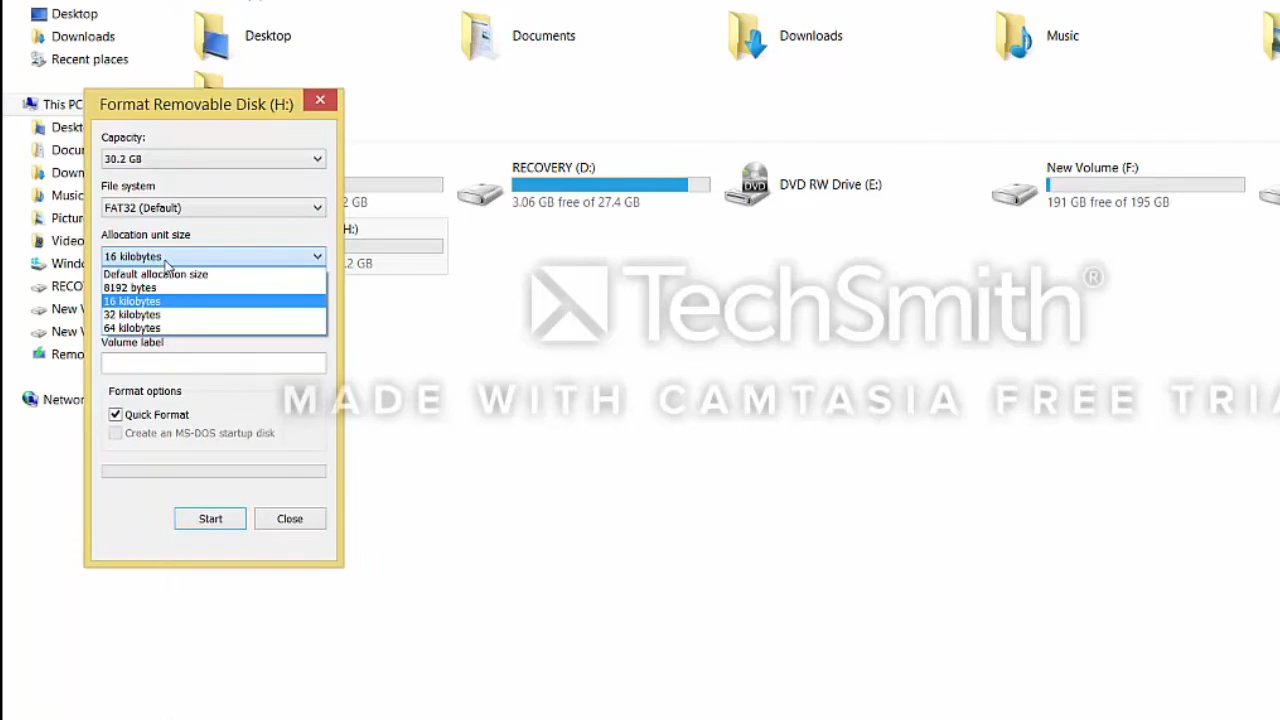 Desktop
Downloads
Recent places
This PC
Deskt
Docum
Down
Music
Pictur
Video
Windo
RECO
New V
New V
Remo
Networ
Desktop
Documents
Downloads
Music
Format Removable Disk (H:)
Capacity:
30.2 GB
File system
FAT32 (Default)
Allocation unit size
16 kilobytes
Default allocation size
8192 bytes
16 kilobytes
32 kilobytes
64 kilobytes
Volume label
Format options
Quick Format
Create an MS-DOS startup disk
Start
Close
2 GB
H:)
.2 GB
RECOVERY (D:)
3.06 GB free of 27.4 GB
DVD
DVD RW Drive (E:)
New Volume (F:)
191 GB free of 195 GB
TechSmith®
MADE WITH CAMTASIA FREE TRIA